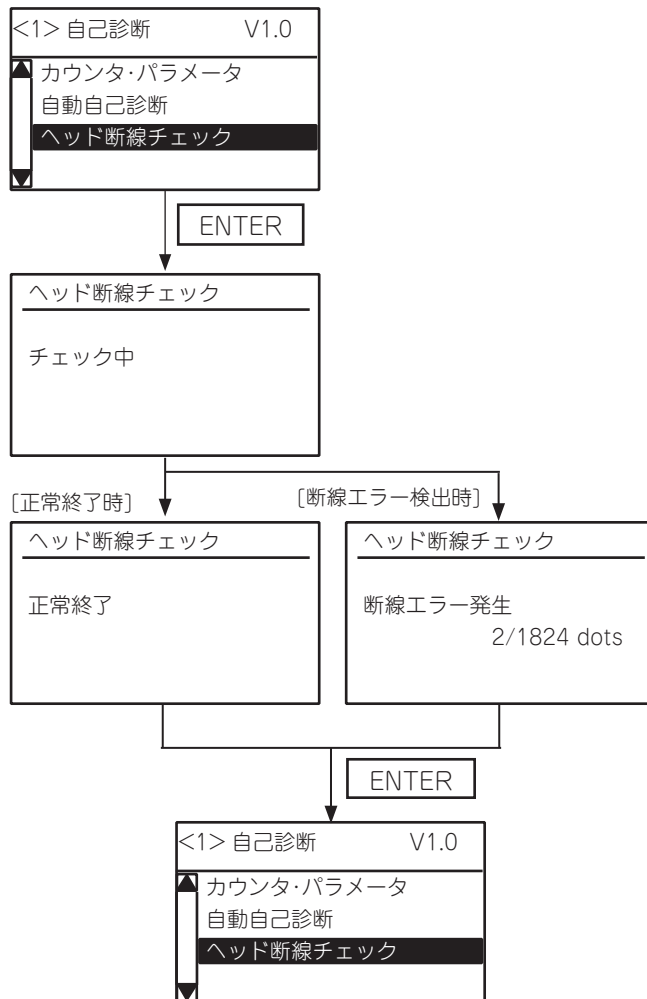 <1> 自己診断 V1.0
カウンタ・パラメータ
自動自己診断
ヘッド断線チェック
ENTER
ヘッド断線チェック
チェック中
[正常終了時]
[断線エラー検出時]
ヘッド断線チェック
正常終了
ヘッド断線チェック
断線エラー発生
2/1824 dots
ENTER
<1> 自己診断 V1.0
カウンタ・パラメータ
自動自己診断
ヘッド断線チェック